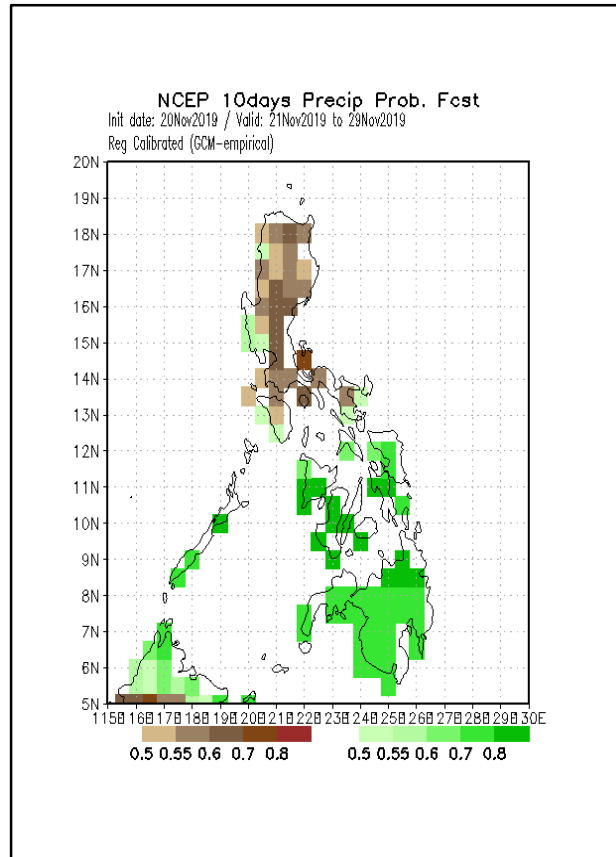 NCEP 10days Precip Prob. Fcst
Init date: 20Nov2019 / Valid: 21Nov2019 to 29Nov2019
Reg Calibrated (GCM-empirical)
20N
19N
18N
17N
16N
15N
14N
13N
12N
11N
10N
9N
8N
7N
6N
5N
115E 116E 117E 118E 119E 120E 121E 122E 123E 124E 125E 126E 127E 128E 129E 130E
0.5 0.55 0.6 0.7 0.8 0.5 0.55 0.6 0.7 0.8